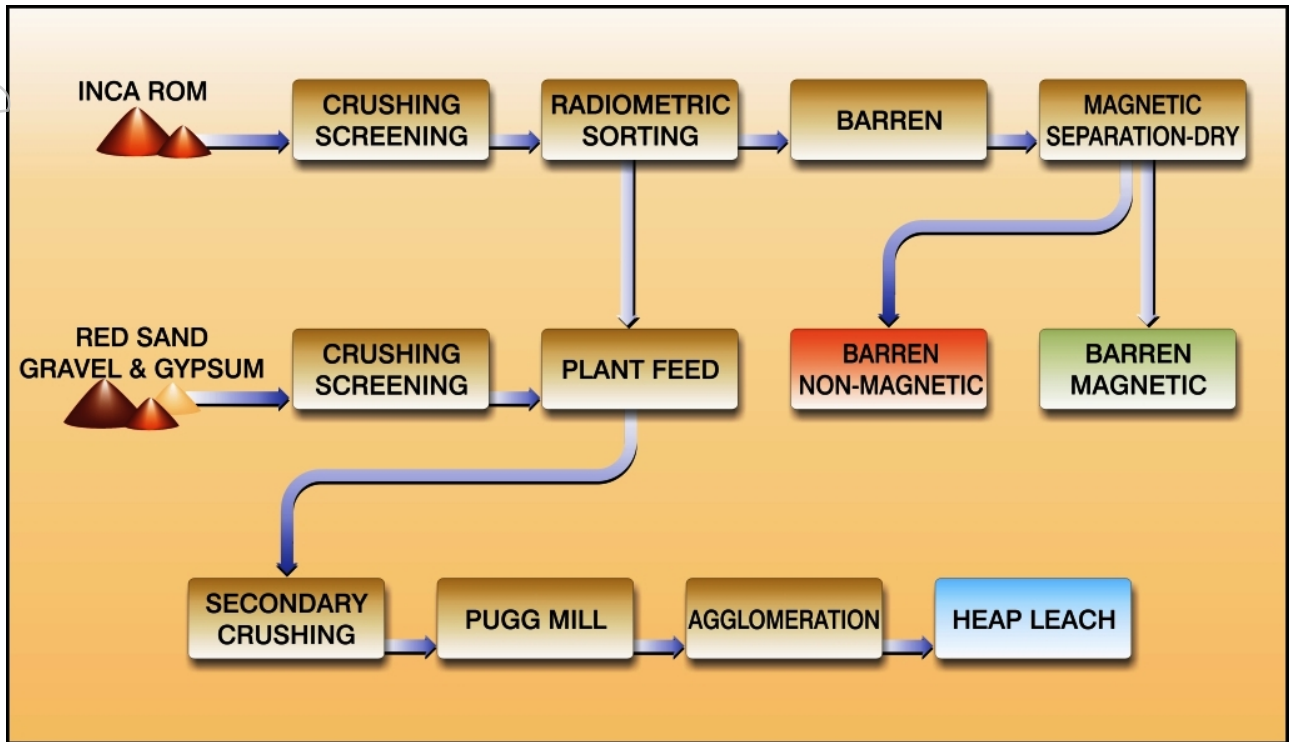 INCA ROM
CRUSHING
SCREENING
RADIOMETRIC
SORTING
BARREN
MAGNETIC
SEPARATION-DRY
RED SAND
GRAVEL & GYPSUM
CRUSHING
SCREENING
PLANT FEED
BARREN
NON-MAGNETIC
BARREN
MAGNETIC
SECONDARY
CRUSHING
PUGG MILL
AGGLOMERATION
HEAP LEACH